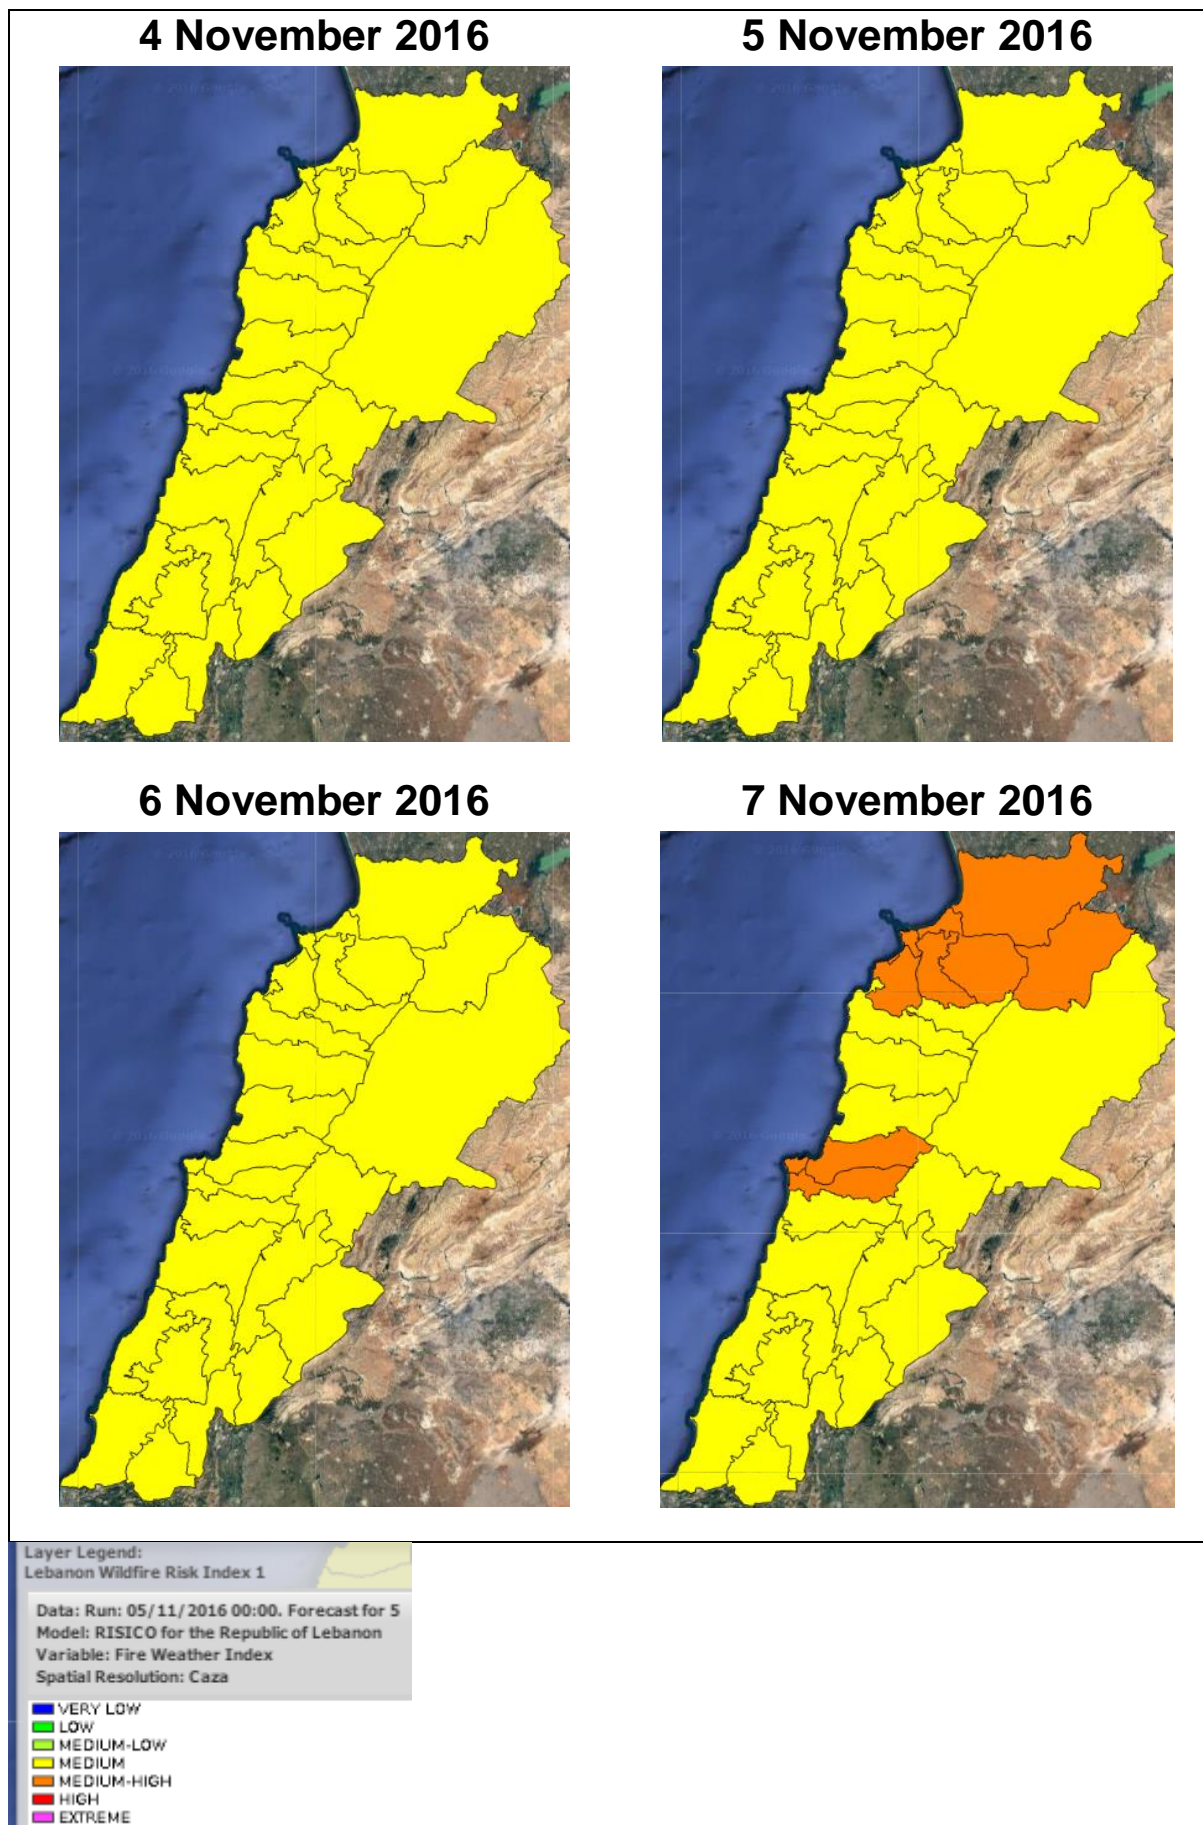 4 November 2016
5 November 2016
6 November 2016
7 November 2016
Layer Legend:
Lebanon Wildfire Risk Index 1
Data: Run: 05/11/2016 00:00. Forecast for 5
Model: RISICO for the Republic of Lebanon
Variable: Fire Weather Index
Spatial Resolution: Caza
VERY LOW
LOW
MEDIUM-LOW
MEDIUM
MEDIUM-HIGH
HIGH
EXTREME